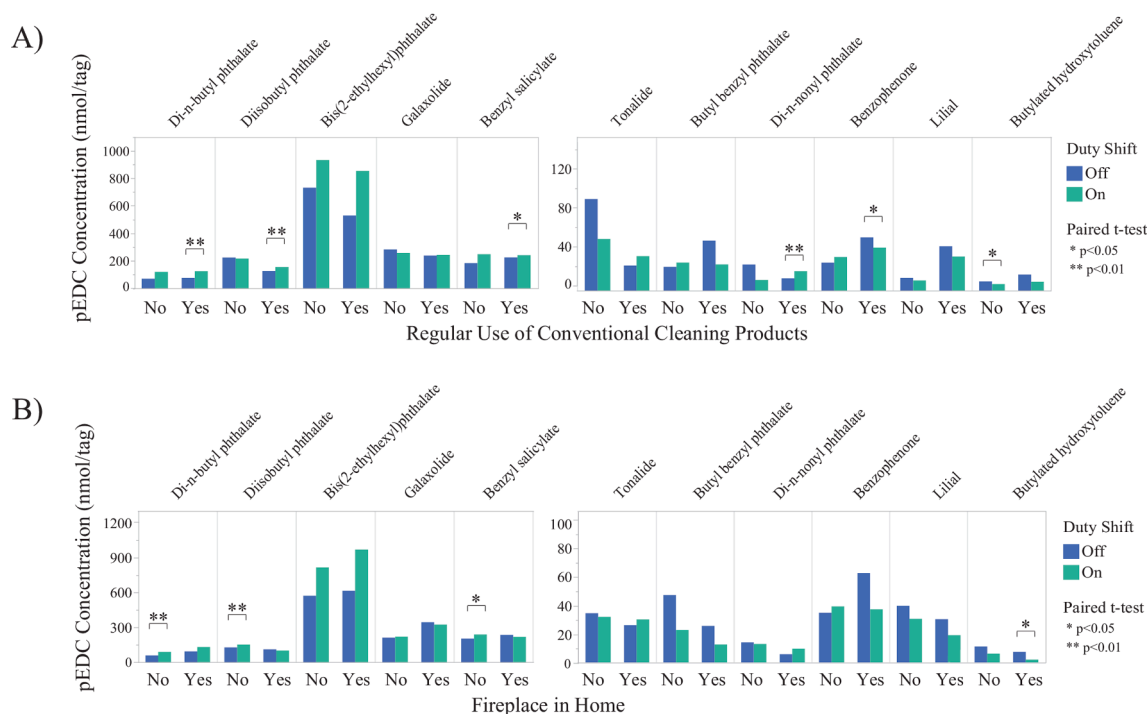 A)
Di-n-butyl phthalate
Diisobutyl phthalate
Bis(2-ethylhexyl)phthalate
Galaxolide
Benzyl salicylate
Tonalide
Butyl benzyl phthalate
Di-n-nonyl phthalate
Benzophenone
Lilial
Butylated hydroxytoluene
pEDC Concentration (nmol/tag)
1000
800
600
400
200
0
** ** *
120
80
40
0
** * *
Duty Shift
Off
On
Paired t-test
* p<0.05
** p<0.01
No Yes No Yes No Yes No Yes No Yes
No Yes No Yes No Yes No Yes No Yes No Yes
Regular Use of Conventional Cleaning Products
B)
Di-n-butyl phthalate
Diisobutyl phthalate
Bis(2-ethylhexyl)phthalate
Galaxolide
Benzyl salicylate
Tonalide
Butyl benzyl phthalate
Di-n-nonyl phthalate
Benzophenone
Lilial
Butylated hydroxytoluene
pEDC Concentration (nmol/tag)
1200
900
600
300
0
** ** *
100
80
60
40
20
0
*
Duty Shift
Off
On
Paired t-test
* p<0.05
** p<0.01
No Yes No Yes No Yes No Yes No Yes
No Yes No Yes No Yes No Yes No Yes No Yes
Fireplace in Home